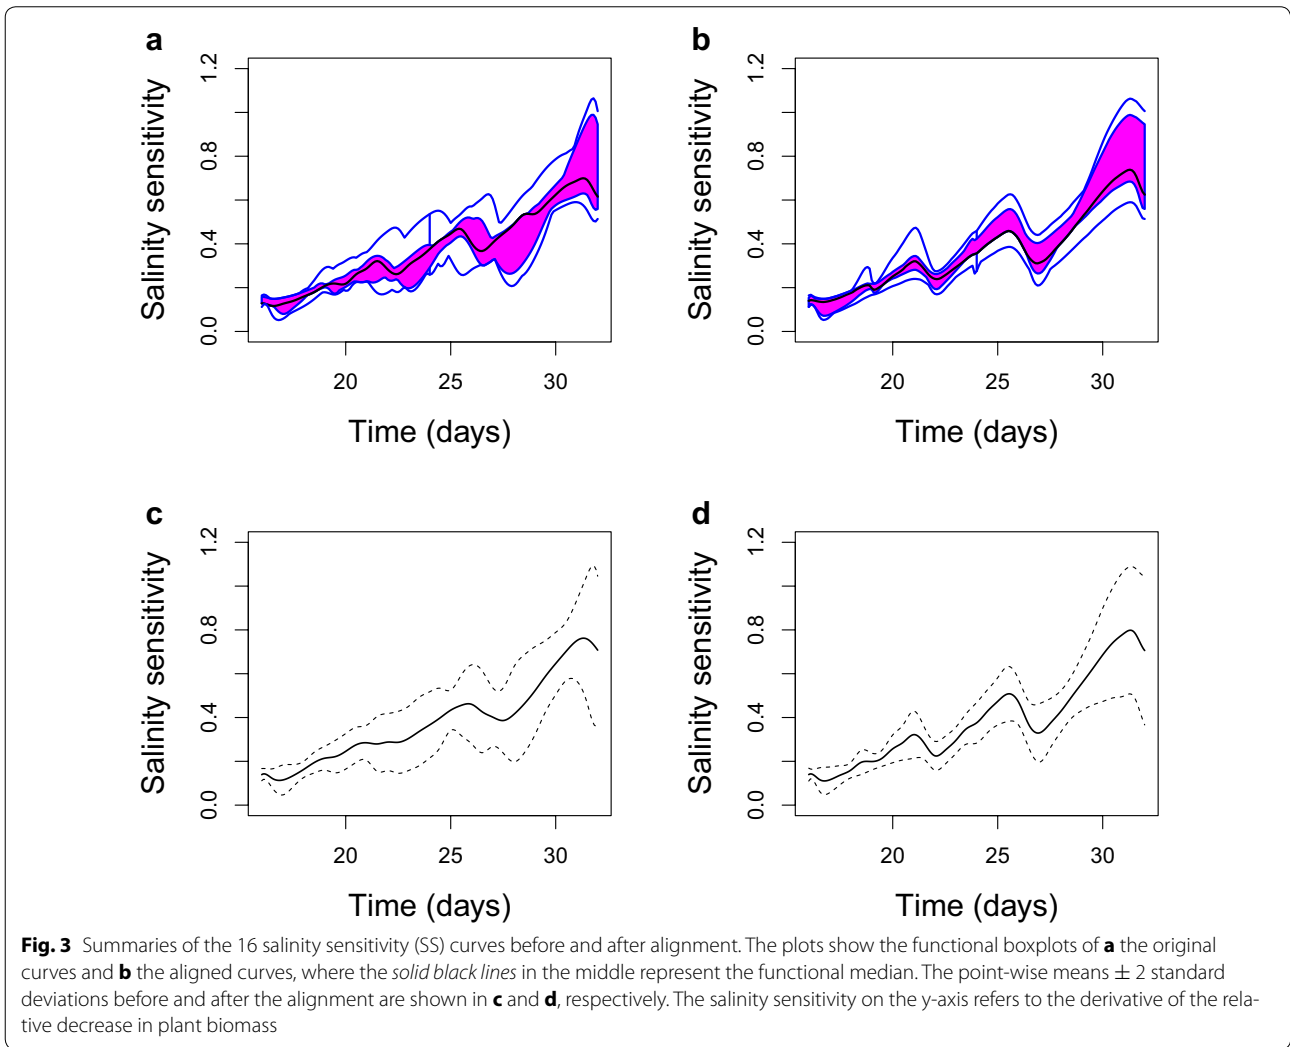 a
b
1.2
0.8
0.4
0.0
Salinity sensitivity
20 25 30
Time (days)
1.2
0.8
0.4
0.0
Salinity sensitivity
20 25 30
Time (days)
c
d
1.2
0.8
0.4
0.0
Salinity sensitivity
20 25 30
Time (days)
1.2
0.8
0.4
0.0
Salinity sensitivity
20 25 30
Time (days)
Fig. 3 Summaries of the 16 salinity sensitivity (SS) curves before and after alignment. The plots show the functional boxplots of a the original
curves and b the aligned curves, where the solid black lines in the middle represent the functional median. The point-wise means ± 2 standard
deviations before and after the alignment are shown in c and d, respectively. The salinity sensitivity on the y-axis refers to the derivative of the rela-
tive decrease in plant biomass